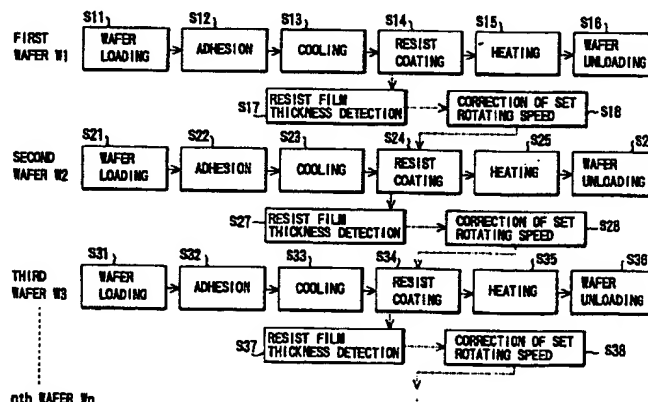 S11 S12 S13 S14 S15 S16
FIRST
WAFER W1
WAFER
LOADING
ADHESION
COOLING
RESIST
COATING
HEATING
WAFER
UNLOADING
S17
RESIST FILM
THICKNESS DETECTION
CORRECTION OF SET
ROTATING SPEED
S18
S21 S22 S23 S24 S25 S2
SECOND
WAFER W2
WAFER
LOADING
ADHESION
COOLING
RESIST
COATING
HEATING
WAFER
UNLOADING
S27
RESIST FILM
THICKNESS DETECTION
CORRECTION OF SET
ROTATING SPEED
S28
S31 S32 S33 S34 S35 S36
THIRD
WAFER W3
WAFER
LOADING
ADHESION
COOLING
RESIST
COATING
HEATING
WAFER
UNLOADING
S37
RESIST FILM
THICKNESS DETECTION
CORRECTION OF SET
ROTATING SPEED
S38
nth WAFER Wn